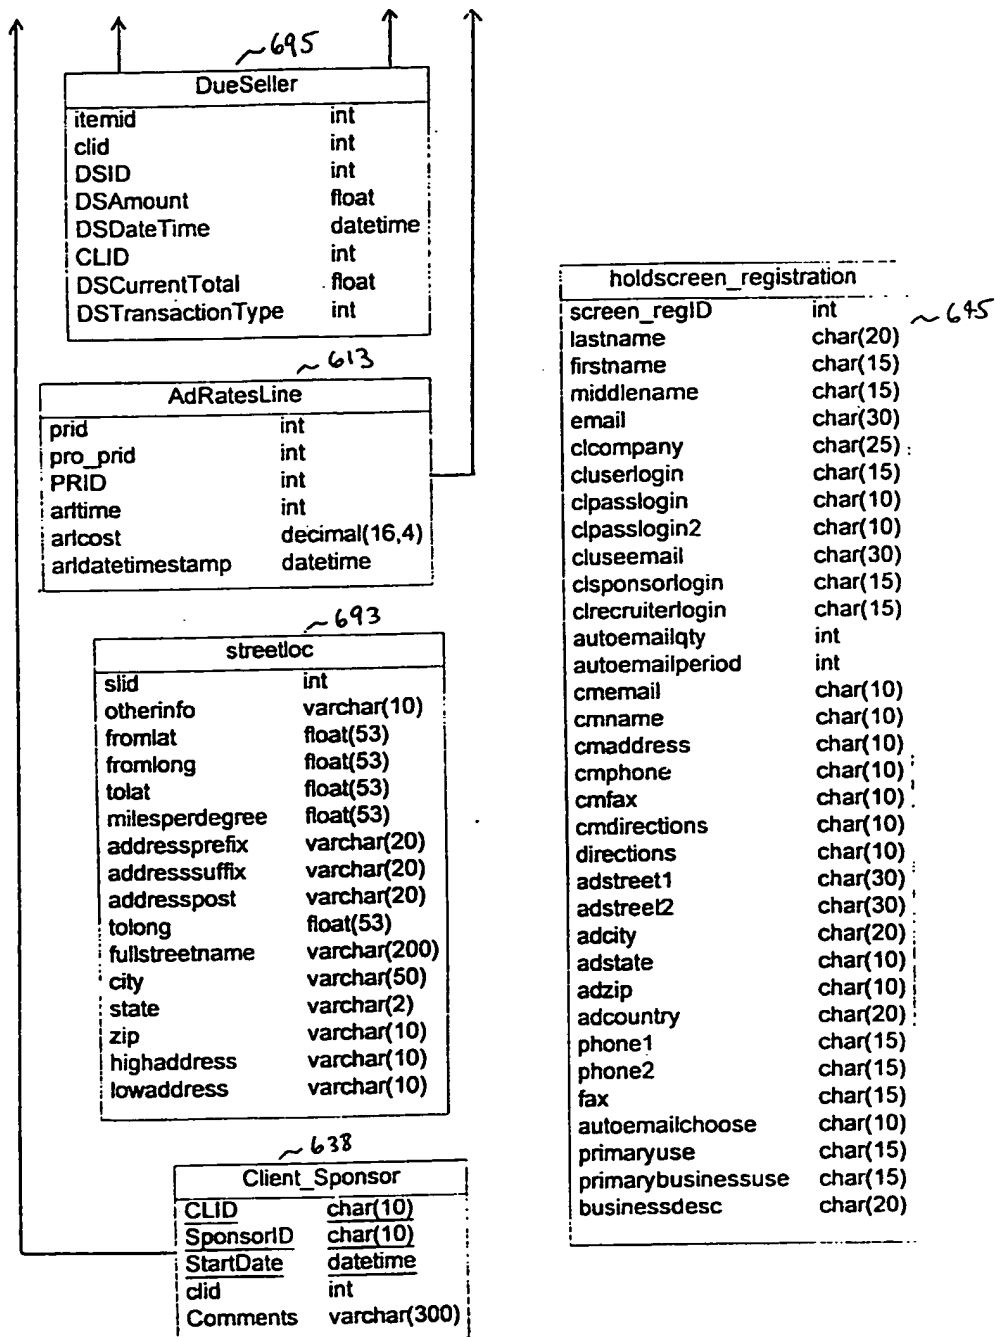 ~695
DueSeller
itemid int
clid int
DSID int
DSAmount float
DSDateTime datetime
CLID int
DSCurrentTotal float
DSTransactionType int
~613
AdRatesLine
prid int
pro_prid int
PRID int
arltime int
arlcost decimal(16,4)
arldatetimestamp datetime
~693
streetloc
slid int
otherinfo varchar(10)
fromlat float(53)
fromlong float(53)
tolat float(53)
milesperdegree float(53)
addressprefix varchar(20)
addresssuffix varchar(20)
addresspost varchar(20)
tolong float(53)
fullstreetname varchar(200)
city varchar(50)
state varchar(2)
zip varchar(10)
highaddress varchar(10)
lowaddress varchar(10)
~638
Client_Sponsor
CLID char(10)
SponsorID char(10)
StartDate datetime
clid int
Comments varchar(300)
holdscreen_registration
screen_regID int
~645
lastname char(20)
firstname char(15)
middlename char(15)
email char(30)
clcompany char(25)
cluserlogin char(15)
clpasslogin char(10)
clpasslogin2 char(10)
cluseemail char(30)
clsponsorlogin char(15)
clrecruiterlogin char(15)
autoemailqty int
autoemailperiod int
cmemail char(10)
cmname char(10)
cmaddress char(10)
cmphone char(10)
cmfax char(10)
cmdirections char(10)
directions char(10)
adstreet1 char(30)
adstreet2 char(30)
adcity char(20)
adstate char(10)
adzip char(10)
adcountry char(20)
phone1 char(15)
phone2 char(15)
fax char(15)
autoemailchoose char(10)
primaryuse char(15)
primarybusinessuse char(15)
businessdesc char(20)